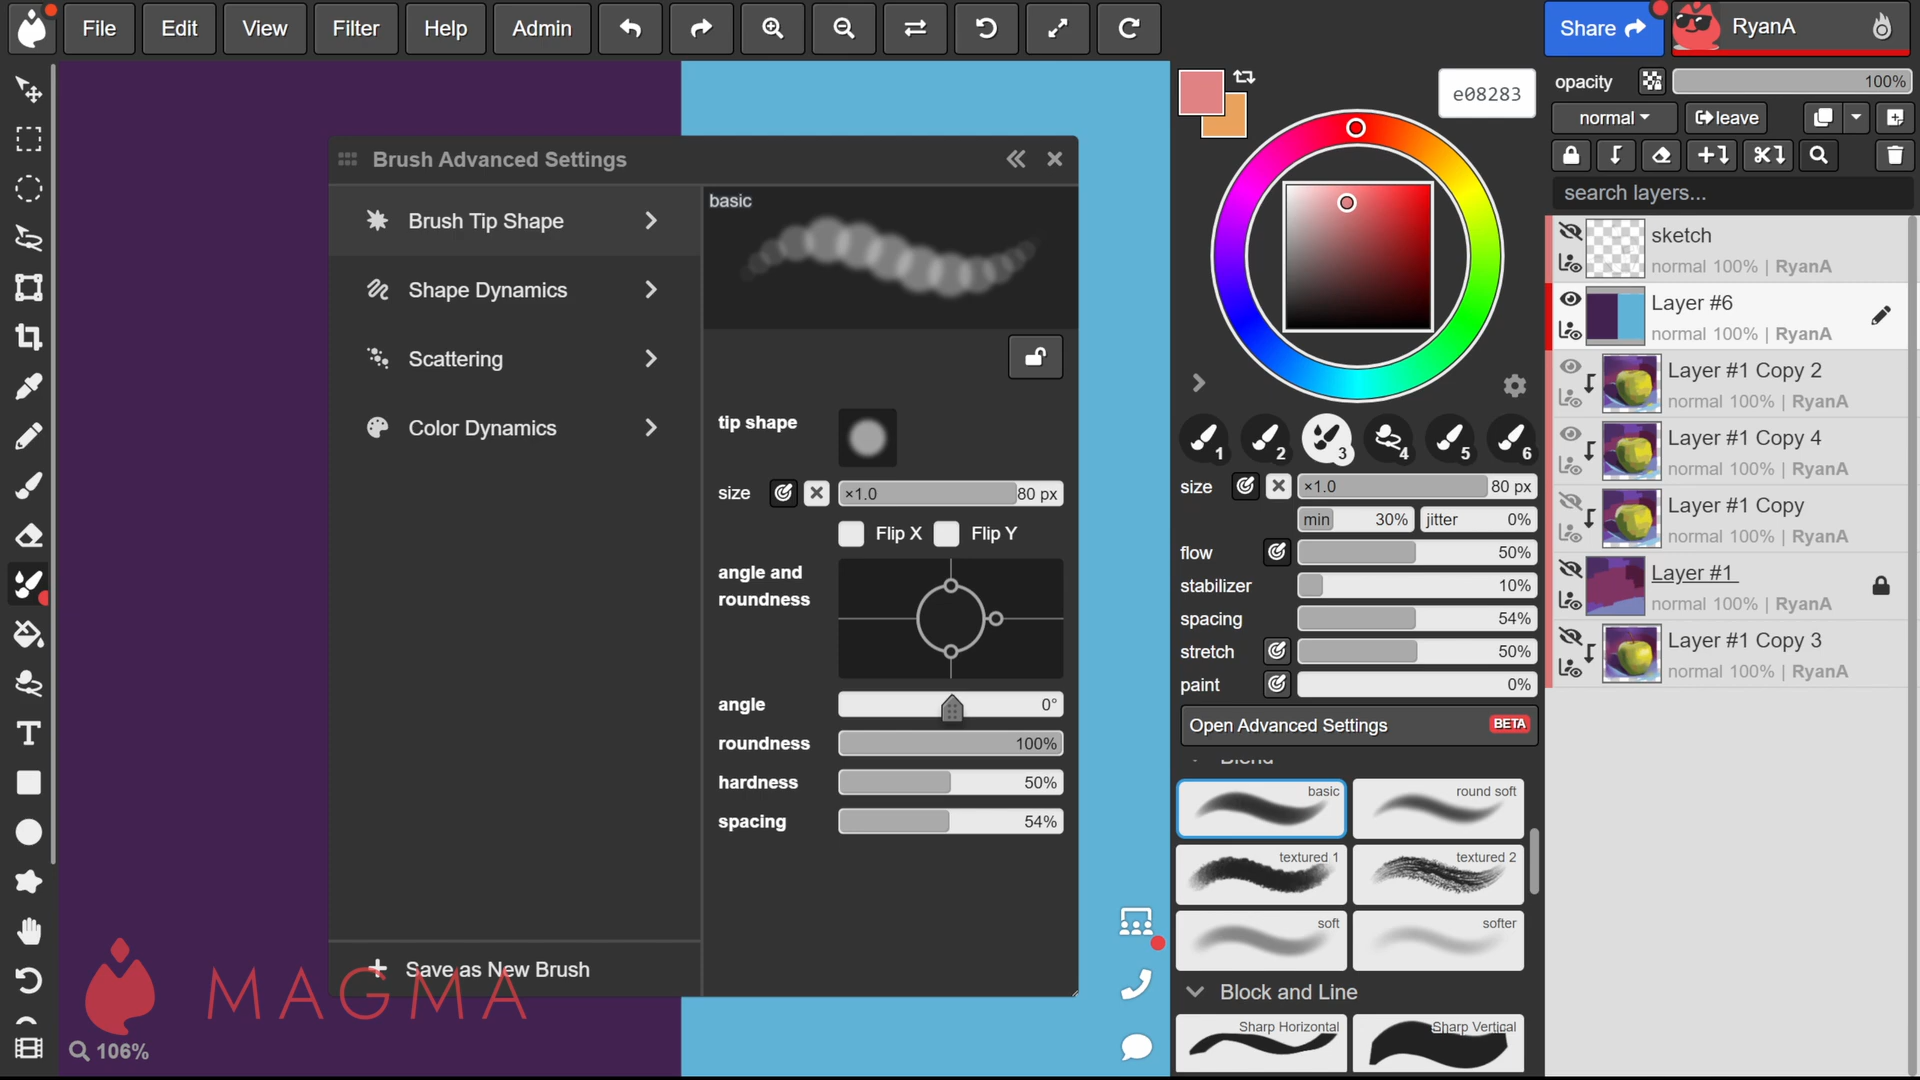 File Edit View Filter Help Admin
Share RyanA
opacity 100%
e08283
normal leave
search layers...
Brush Advanced Settings
Brush Tip Shape
Shape Dynamics
Scattering
Color Dynamics
Save as New Brush
basic
tip shape
size ×1.0 80 px
Flip X Flip Y
angle and
roundness
angle 0°
roundness 100%
hardness 50%
spacing 54%
MAGMA
106%
1 2 3 4 5 6
size ×1.0 80 px
min 30% jitter 0%
flow 50%
stabilizer 10%
spacing 54%
stretch 50%
paint 0%
Open Advanced Settings BETA
Blend
basic round soft
textured 1 textured 2
soft softer
Block and Line
Sharp Horizontal Sharp Vertical
sketch
normal 100% | RyanA
Layer #6
normal 100% | RyanA
Layer #1 Copy 2
normal 100% | RyanA
Layer #1 Copy 4
normal 100% | RyanA
Layer #1 Copy
normal 100% | RyanA
Layer #1
normal 100% | RyanA
Layer #1 Copy 3
normal 100% | RyanA